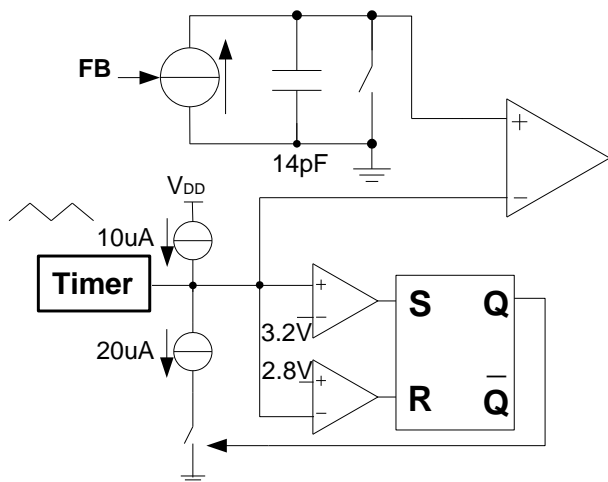 FB
14pF
VDD
10uA
Timer
20uA
3.2V
2.8V
S Q
R Q̅